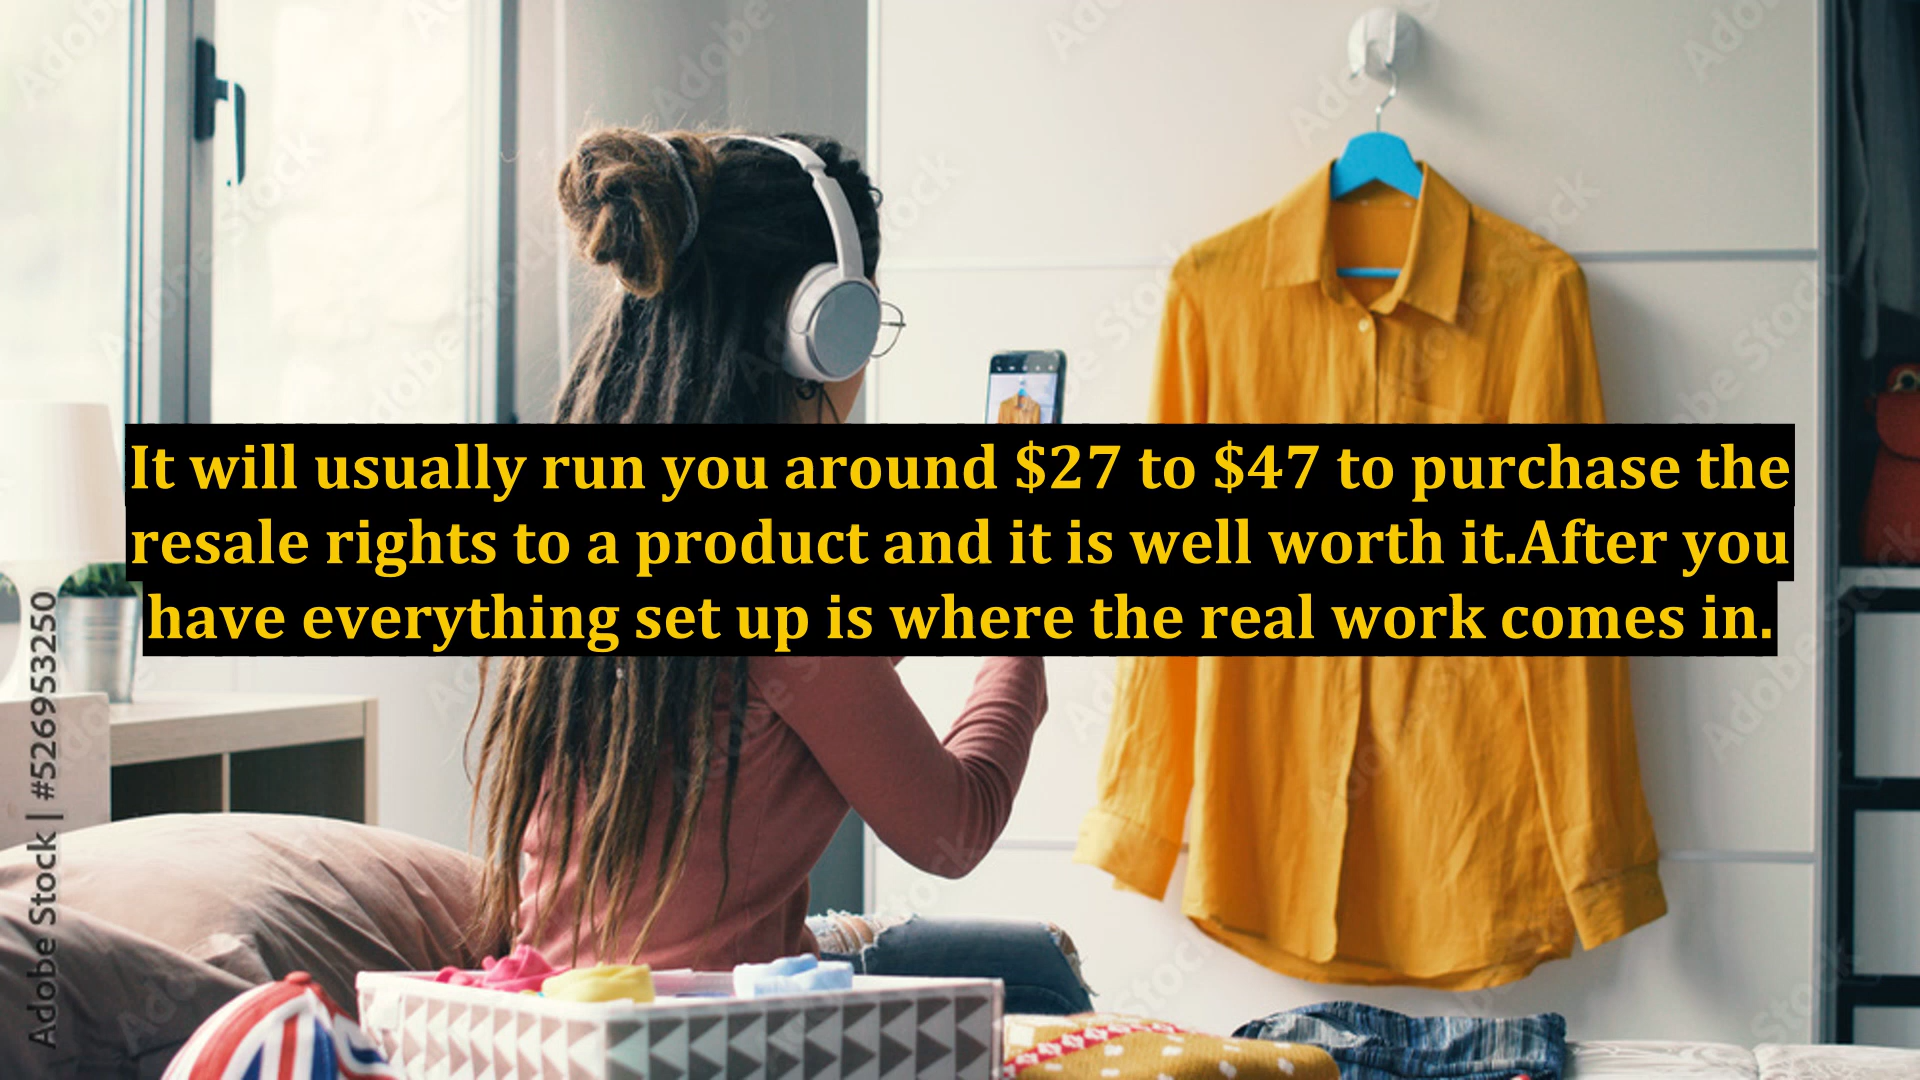 It will usually run you around $27 to $47 to purchase the
resale rights to a product and it is well worth it.After you
have everything set up is where the real work comes in.
Adobe Stock | #526953250
Adobe Stock